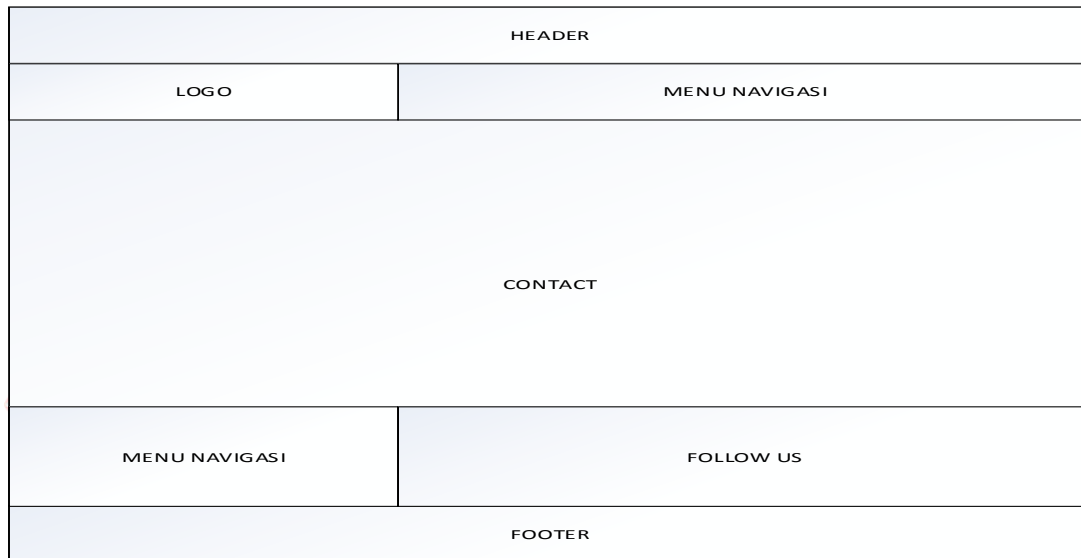 HEADER
LOGO
MENU NAVIGASI
CONTACT
MENU NAVIGASI
FOLLOW US
FOOTER